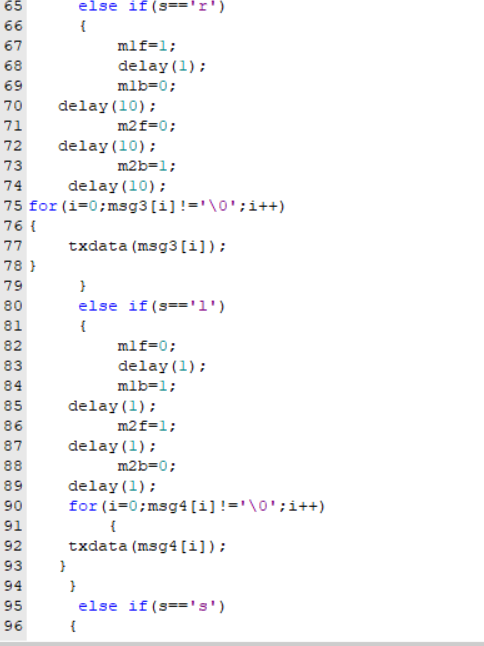 65 else if(s=='r')
66 {
67 m1f=1;
68 delay(1);
69 m1b=0;
70 delay(10);
71 m2f=0;
72 delay(10);
73 m2b=1;
74 delay(10);
75 for(i=0;msg3[i]!='\0';i++)
76 {
77 txdata(msg3[i]);
78 }
79 }
80 else if(s=='l')
81 {
82 m1f=0;
83 delay(1);
84 m1b=1;
85 delay(1);
86 m2f=1;
87 delay(1);
88 m2b=0;
89 delay(1);
90 for(i=0;msg4[i]!='\0';i++)
91 {
92 txdata(msg4[i]);
93 }
94 }
95 else if(s=='s')
96 {